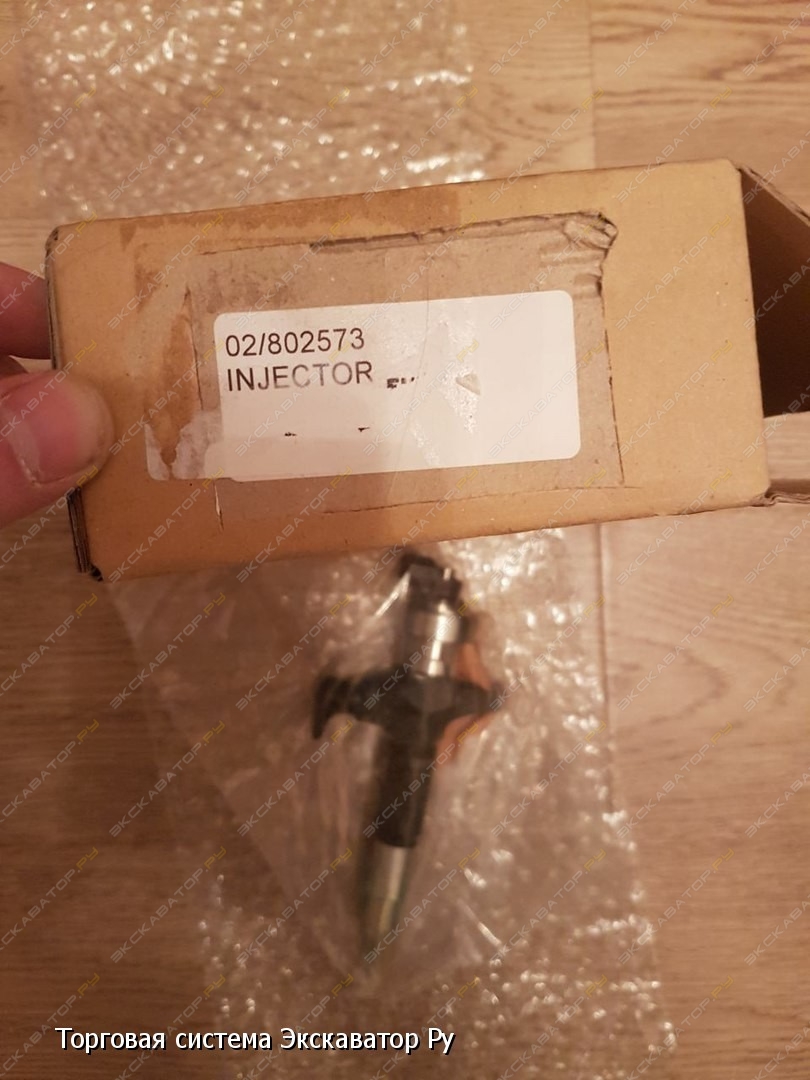 02/802573
INJECTOR
Торговая система Экскаватор Ру